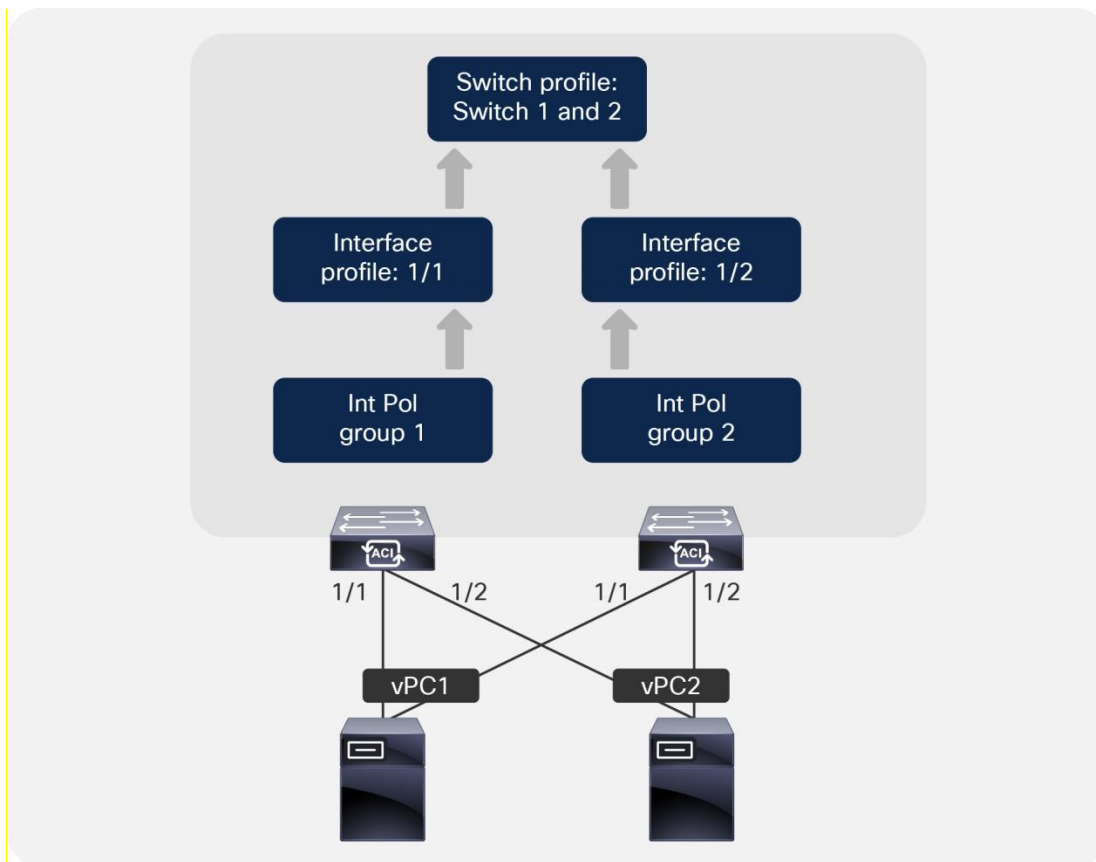 Switch profile:
Switch 1 and 2
Interface
profile: 1/1
Interface
profile: 1/2
Int Pol
group 1
Int Pol
group 2
ACI
ACI
1/1
1/2
1/1
1/2
vPC1
vPC2